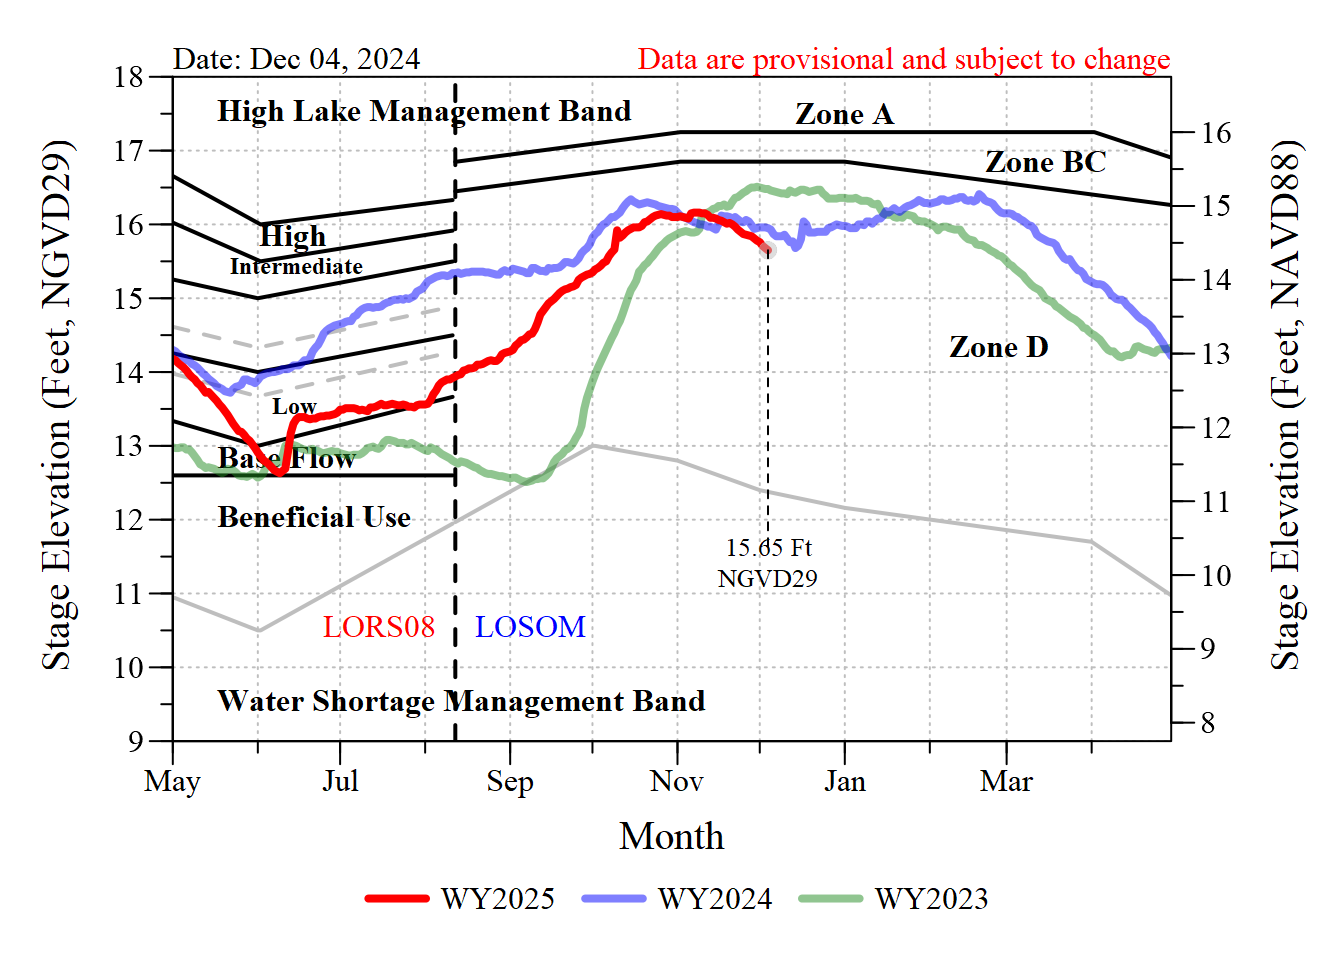 Date: Dec 04, 2024
Data are provisional and subject to change
18
17
16
15
14
13
12
11
10
9
Stage Elevation (Feet, NGVD29)
High Lake Management Band
Zone A
Zone BC
High
Intermediate
Zone D
Low
Base Flow
Beneficial Use
15.65 Ft
NGVD29
LORS08
LOSOM
Water Shortage Management Band
16
15
14
13
12
11
10
9
8
Stage Elevation (Feet, NAVD88)
May
Jul
Sep
Nov
Jan
Mar
Month
WY2025
WY2024
WY2023